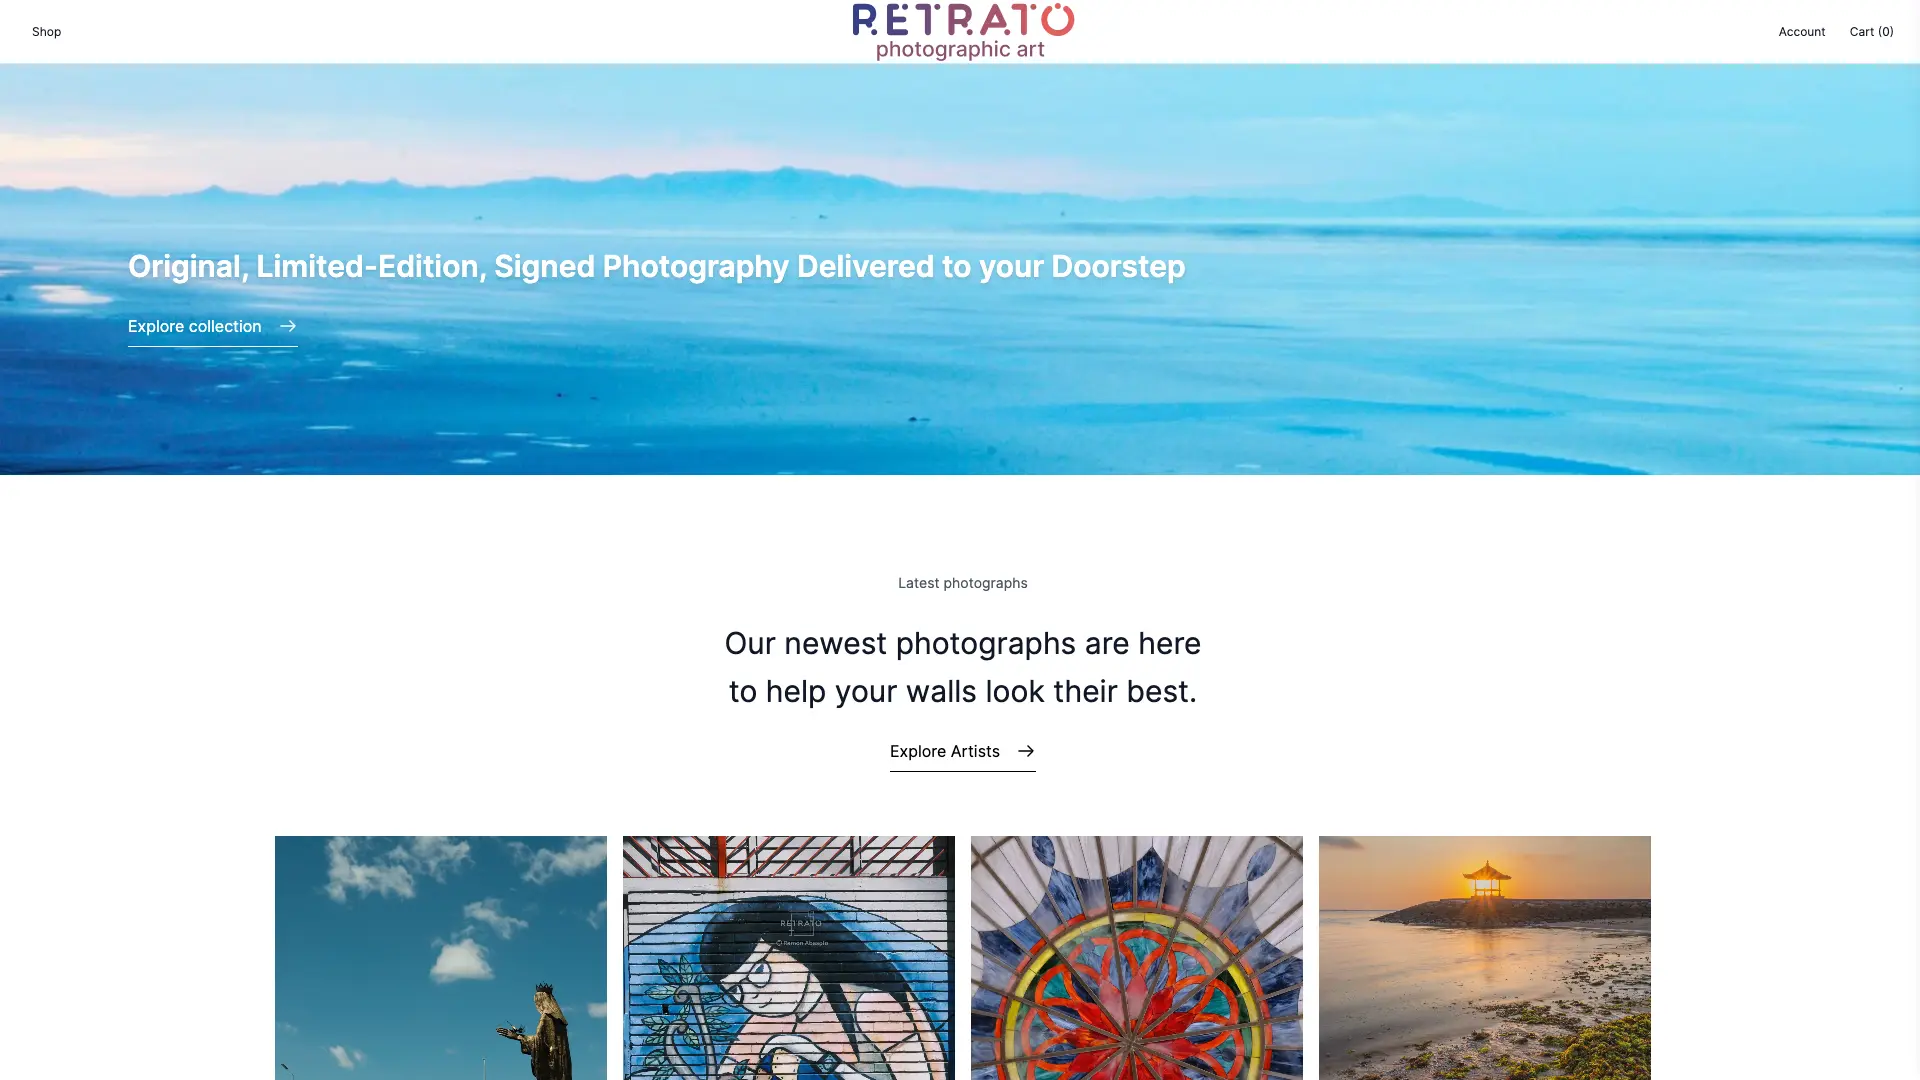 Shop
RETRATO
photographic art
Account
Cart (0)
Original, Limited-Edition, Signed Photography Delivered to your Doorstep
Explore collection
Latest photographs
Our newest photographs are here
to help your walls look their best.
Explore Artists
RETRATO
© Ramon Abasolo